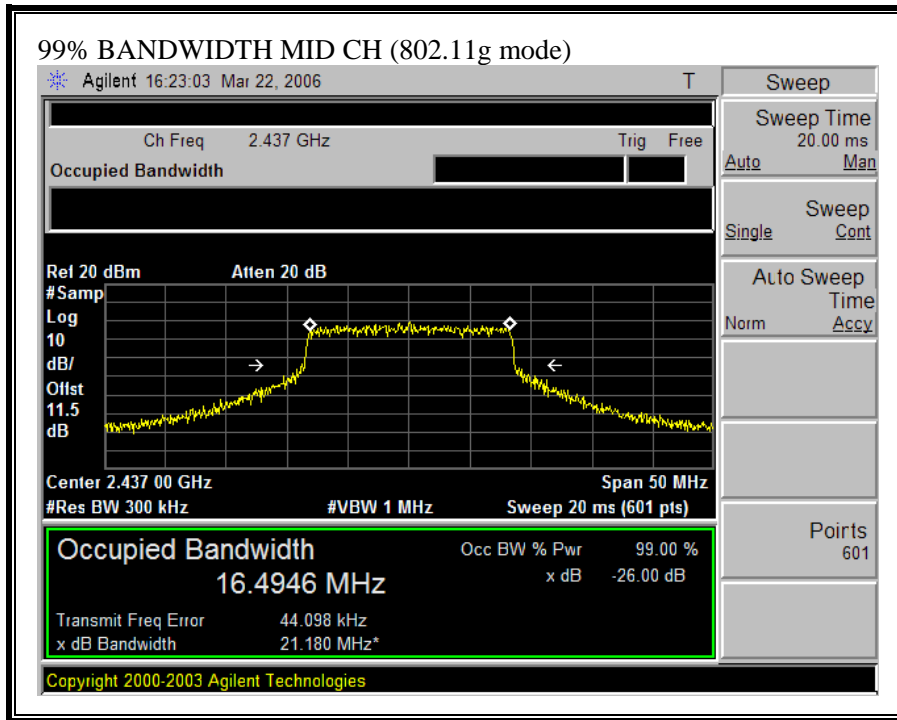 99% BANDWIDTH MID CH (802.11g mode)
Agilent 16:23:03 Mar 22, 2006 T
Sweep
Ch Freq 2.437 GHz Trig Free
Occupied Bandwidth
Sweep Time
20.00 ms
Auto Man
Sweep
Single Cont
Auto Sweep
Time
Norm Accy
Ref 20 dBm Atten 20 dB
#Samp
Log
10
dB/
Offst
11.5
dB
Center 2.437 00 GHz Span 50 MHz
#Res BW 300 kHz #VBW 1 MHz Sweep 20 ms (601 pts)
Occupied Bandwidth
16.4946 MHz
Occ BW % Pwr 99.00 %
x dB -26.00 dB
Transmit Freq Error 44.098 kHz
x dB Bandwidth 21.180 MHz*
Points
601
Copyright 2000-2003 Agilent Technologies